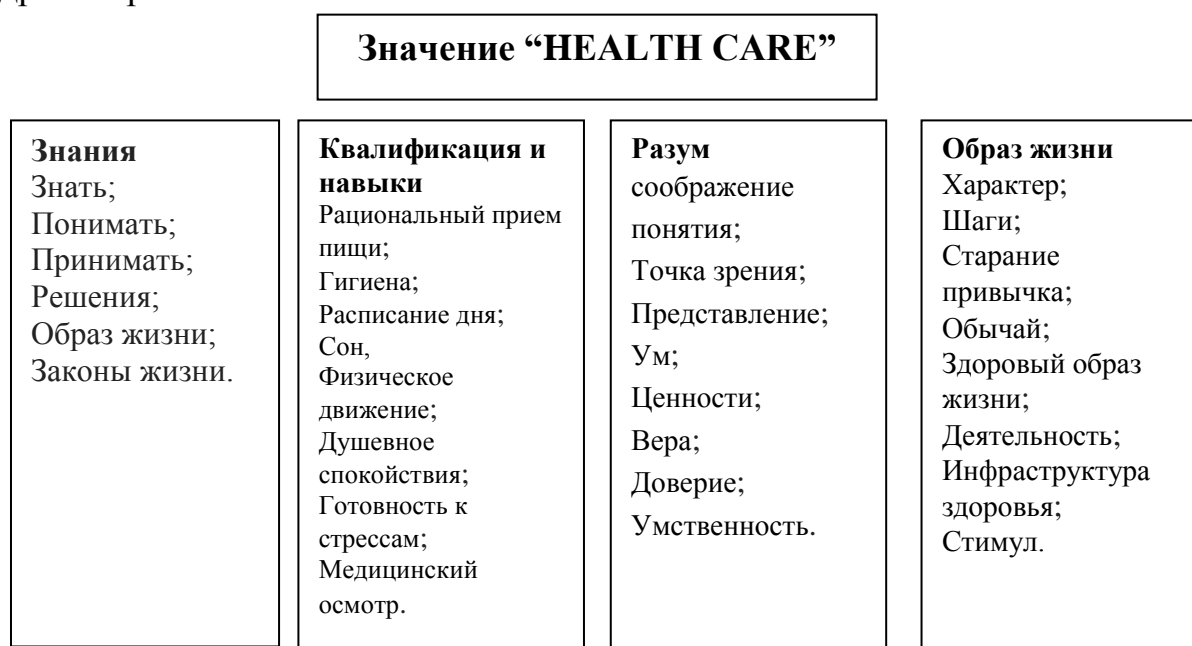 Значение “HEALTH CARE”
Знания
Знать;
Понимать;
Принимать;
Решения;
Образ жизни;
Законы жизни.
Квалификация и
навыки
Рациональный прием
пищи;
Гигиена;
Расписание дня;
Сон,
Физическое
движение;
Душевное
спокойствия;
Готовность к
стрессам;
Медицинский
осмотр.
Разум
соображение
понятия;
Точка зрения;
Представление;
Ум;
Ценности;
Вера;
Доверие;
Умственность.
Образ жизни
Характер;
Шаги;
Старание
привычка;
Обычай;
Здоровый образ
жизни;
Деятельность;
Инфраструктура
здоровья;
Стимул.